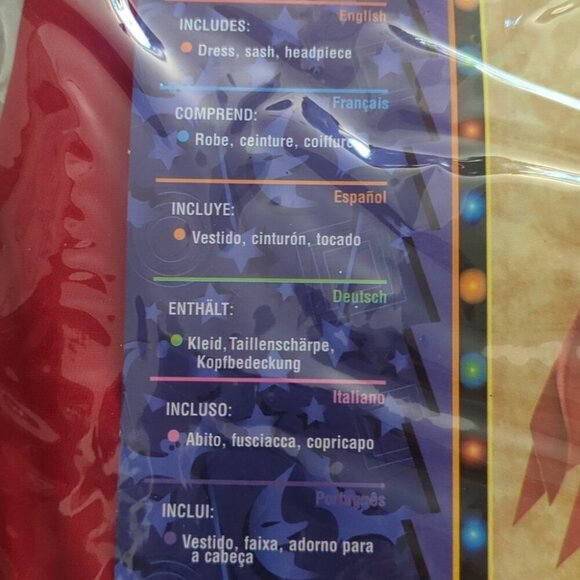 English
INCLUDES:
Dress, sash, headpiece
Français
COMPREND:
Robe, ceinture, coiffure
Español
INCLUYE:
Vestido, cinturón, tocado
Deutsch
ENTHÄLT:
Kleid, Taillenschärpe,
Kopfbedeckung
Italiano
INCLUSO:
Abito, fusciacca, copricapo
Português
INCLUI:
Vestido, faixa, adorno para
a cabeça